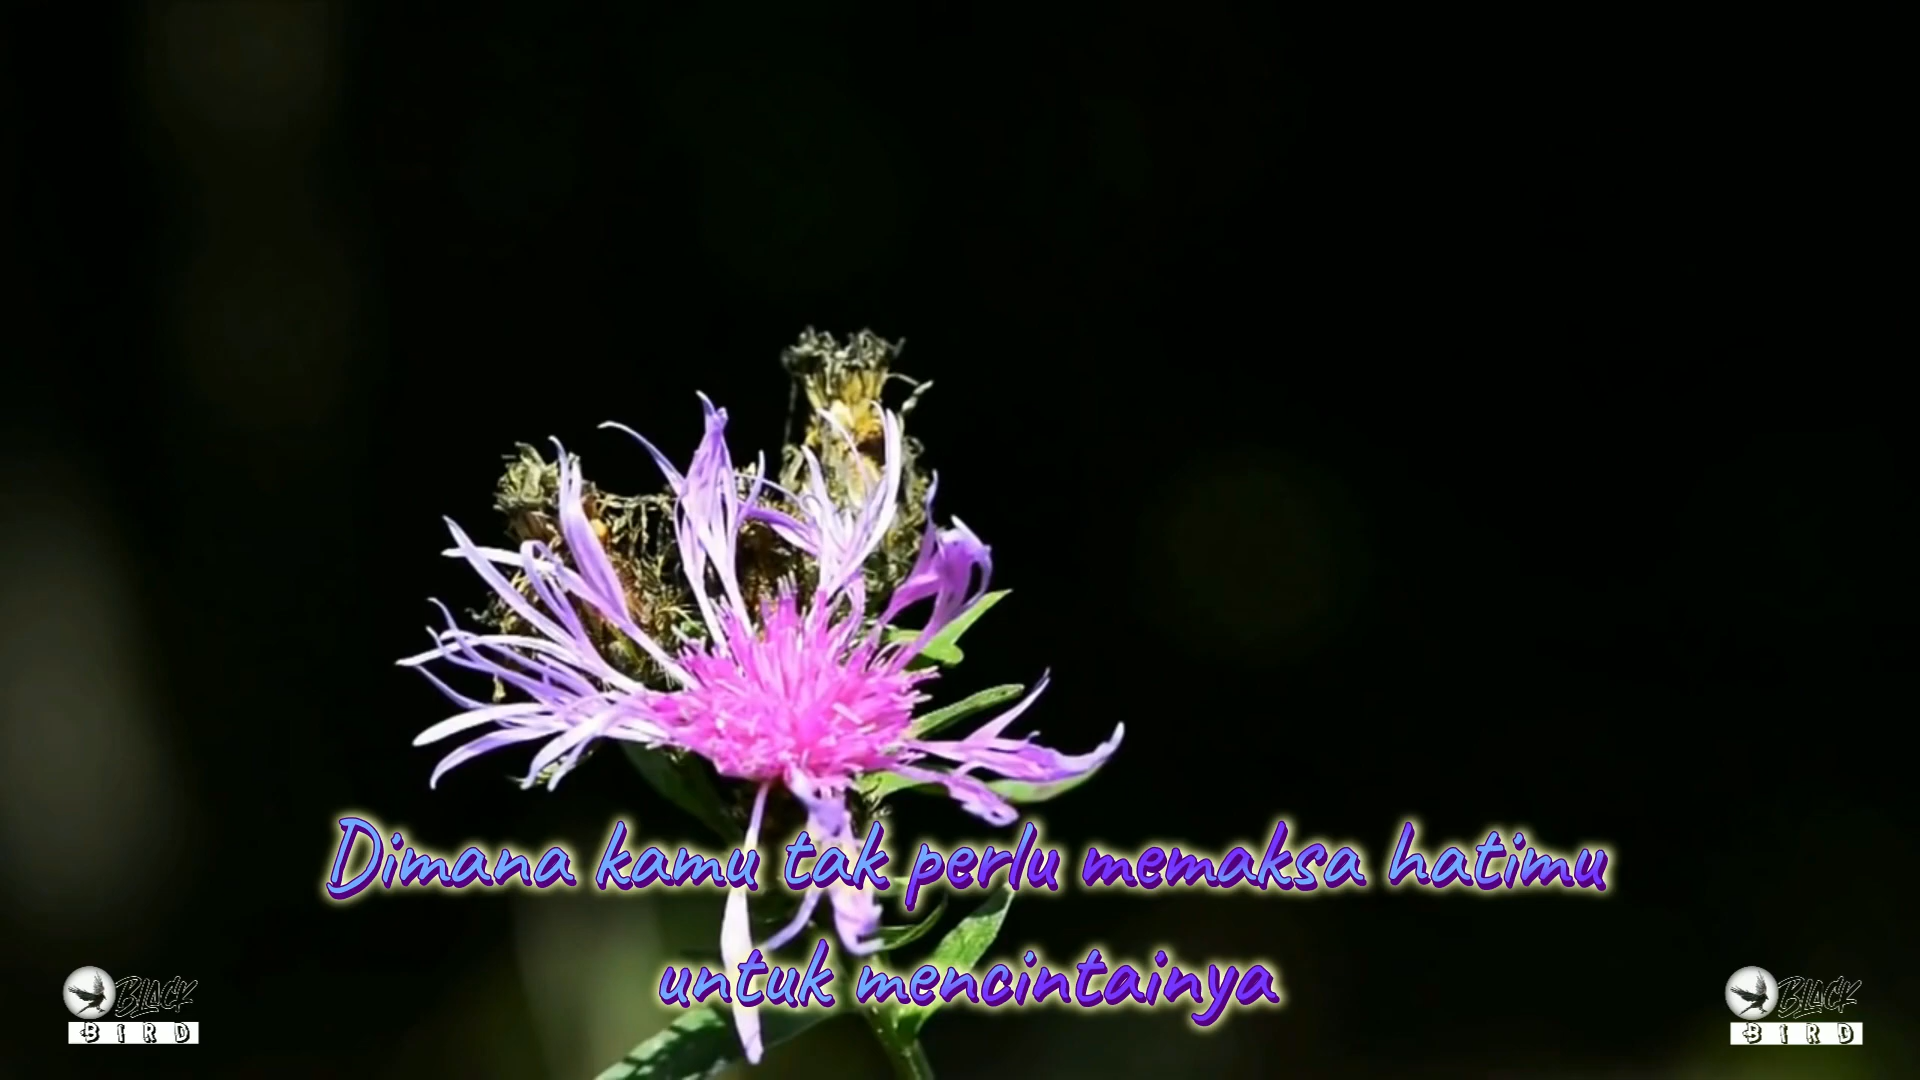 Dimana kamu tak perlu memaksa hatimu
untuk mencintainya
BLACK
BIRD
BLACK
BIRD